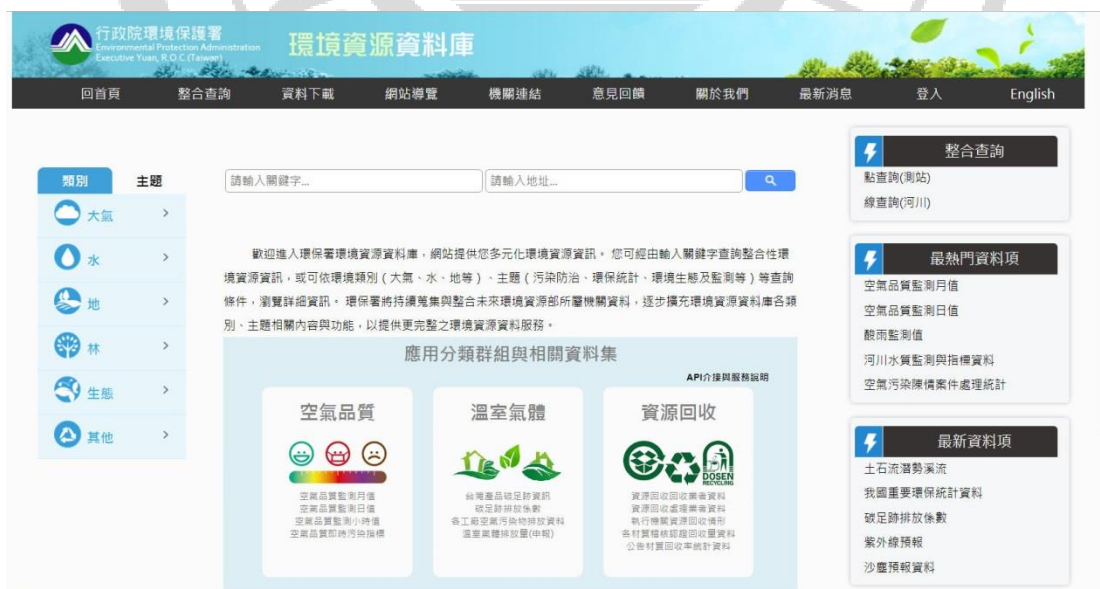 行政院環境保護署
Environmental Protection Administration
Executive Yuan, R.O.C.(Taiwan)
環境資源資料庫
回首頁 整合查詢 資料下載 網站導覽 機關連結 意見回饋 關於我們 最新消息 登入 English
類別 主題
大氣
水
地
林
生態
其他
請輸入關鍵字... 請輸入地址...
歡迎進入環保署環境資源資料庫，網站提供您多元化環境資源資訊。 您可經由輸入關鍵字查詢整合性環
境資源資訊，或可依環境類別（大氣、水、地等）、主題（污染防治、環保統計、環境生態及監測等）等查詢
條件，瀏覽詳細資訊。 環保署將持續蒐集與整合未來環境資源部所屬機關資料，逐步擴充環境資源資料庫各類
別、主題相關內容與功能，以提供更完整之環境資源資料服務。
應用分類群組與相關資料集
API介接與服務說明
空氣品質
空氣品質監測月值
空氣品質監測日值
空氣品質監測小時值
空氣品質即時污染指標
溫室氣體
台灣產品碳足跡資訊
碳足跡排放係數
各工廠空氣污染物排放資料
溫室氣體排放量(申報)
資源回收
DOSEN
RECYCLING
資源回收回收業者資料
資源回收處理業者資料
執行機關資源回收情形
各材質稽核認證回收量資料
公告材質回收率統計資料
整合查詢
點查詢(測站)
線查詢(河川)
最熱門資料項
空氣品質監測月值
空氣品質監測日值
酸雨監測值
河川水質監測與指標資料
空氣污染陳情案件處理統計
最新資料項
土石流潛勢溪流
我國重要環保統計資料
碳足跡排放係數
紫外線預報
沙塵預報資料